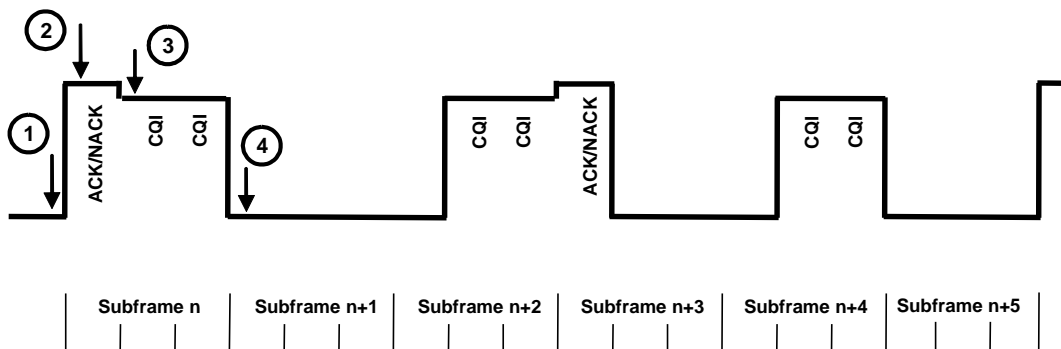 2
3
1
4
ACK/NACK
CQI
CQI
CQI
CQI
ACK/NACK
CQI
CQI
Subframe n
Subframe n+1
Subframe n+2
Subframe n+3
Subframe n+4
Subframe n+5